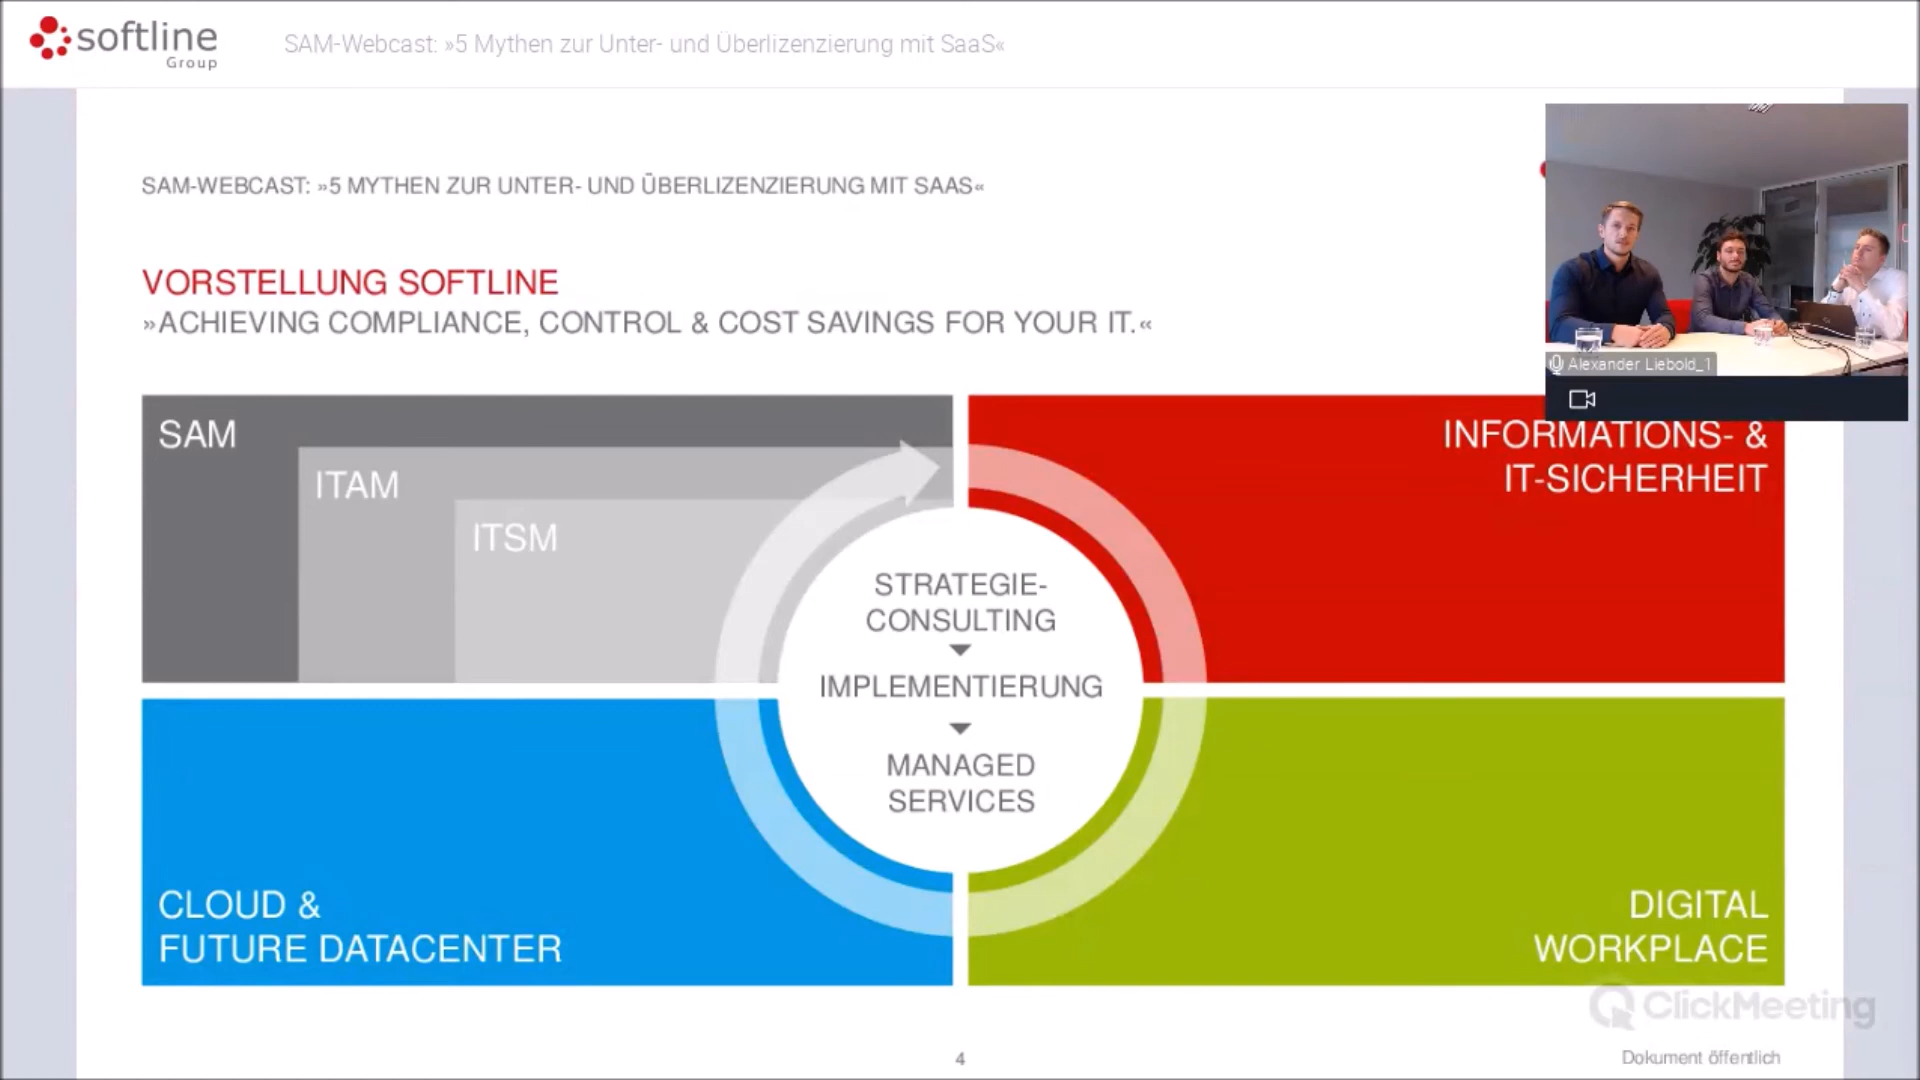 softline
Group
SAM-Webcast: »5 Mythen zur Unter- und Überlizenzierung mit SaaS«
SAM-WEBCAST: »5 MYTHEN ZUR UNTER- UND ÜBERLIZENZIERUNG MIT SAAS«
VORSTELLUNG SOFTLINE
»ACHIEVING COMPLIANCE, CONTROL & COST SAVINGS FOR YOUR IT.«
Alexander Liebold_1
SAM
ITAM
ITSM
INFORMATIONS- &
IT-SICHERHEIT
STRATEGIE-
CONSULTING
IMPLEMENTIERUNG
MANAGED
SERVICES
CLOUD &
FUTURE DATACENTER
DIGITAL
WORKPLACE
ClickMeeting
4
Dokument öffentlich